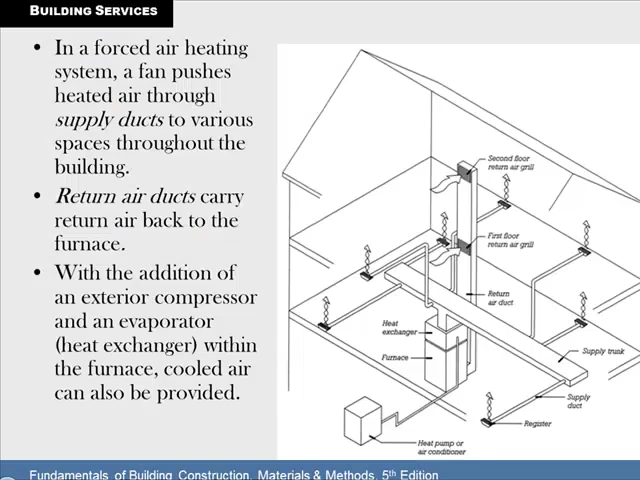 BUILDING SERVICES
• In a forced air heating
system, a fan pushes
heated air through
supply ducts to various
spaces throughout the
building.
• Return air ducts carry
return air back to the
furnace.
• With the addition of
an exterior compressor
and an evaporator
(heat exchanger) within
the furnace, cooled air
can also be provided.
Second floor
return air grill
First floor
return air grill
Return
air duct
Heat
exchanger
Furnace
Supply trunk
Supply
duct
Register
Heat pump or
air conditioner
Fundamentals of Building Construction, Materials & Methods, 5th Edition